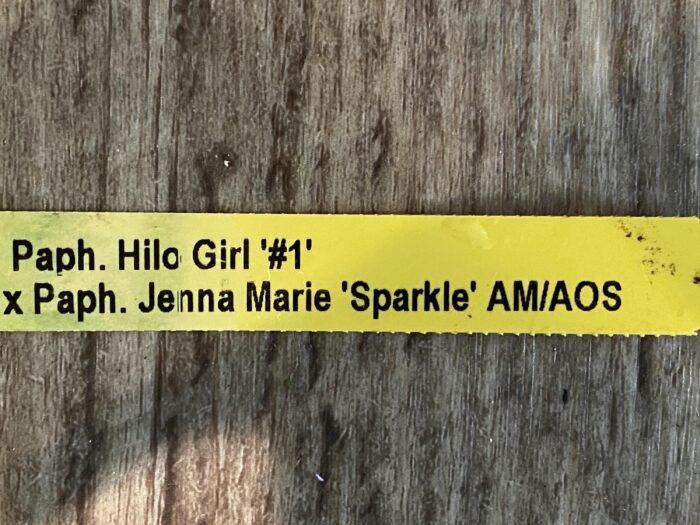 Paph. Hilo Girl '#1'
x Paph. Jenna Marie 'Sparkle' AM/AOS